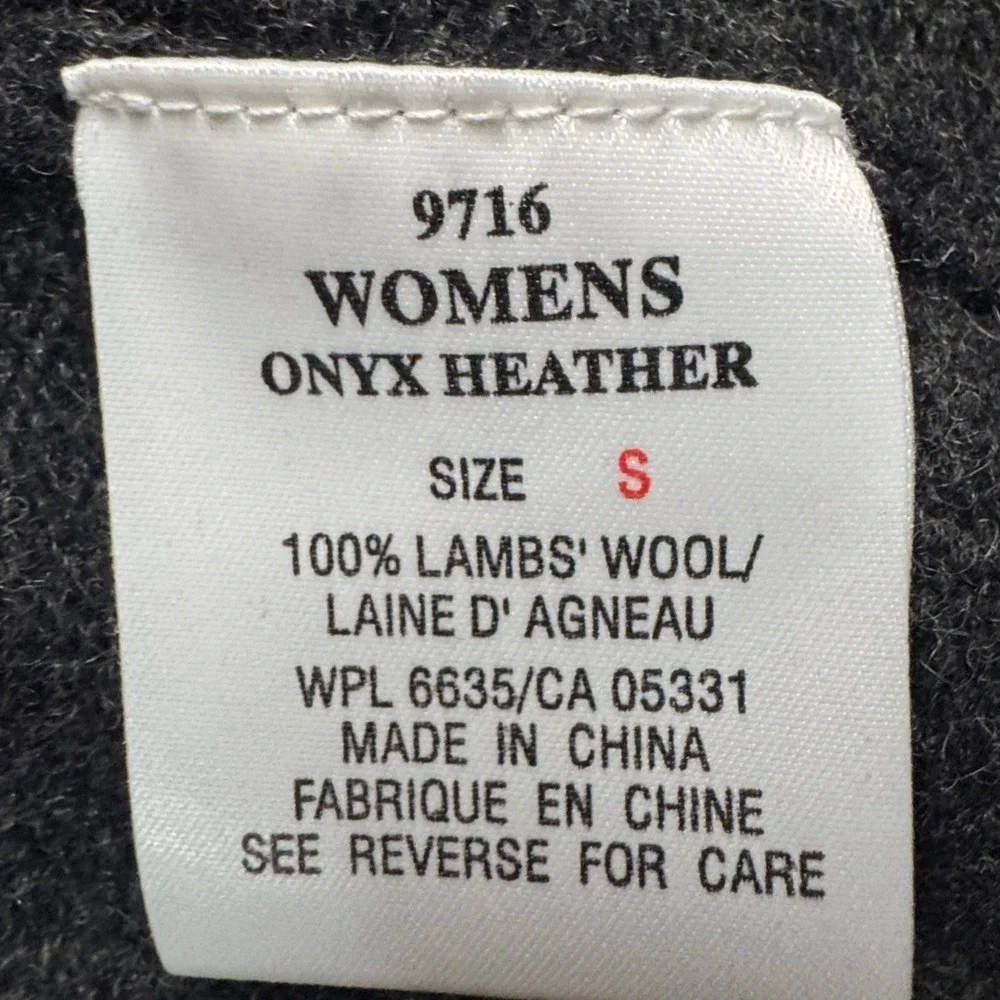 9716
WOMENS
ONYX HEATHER
SIZE S
100% LAMBS' WOOL/
LAINE D' AGNEAU
WPL 6635/CA 05331
MADE IN CHINA
FABRIQUE EN CHINE
SEE REVERSE FOR CARE